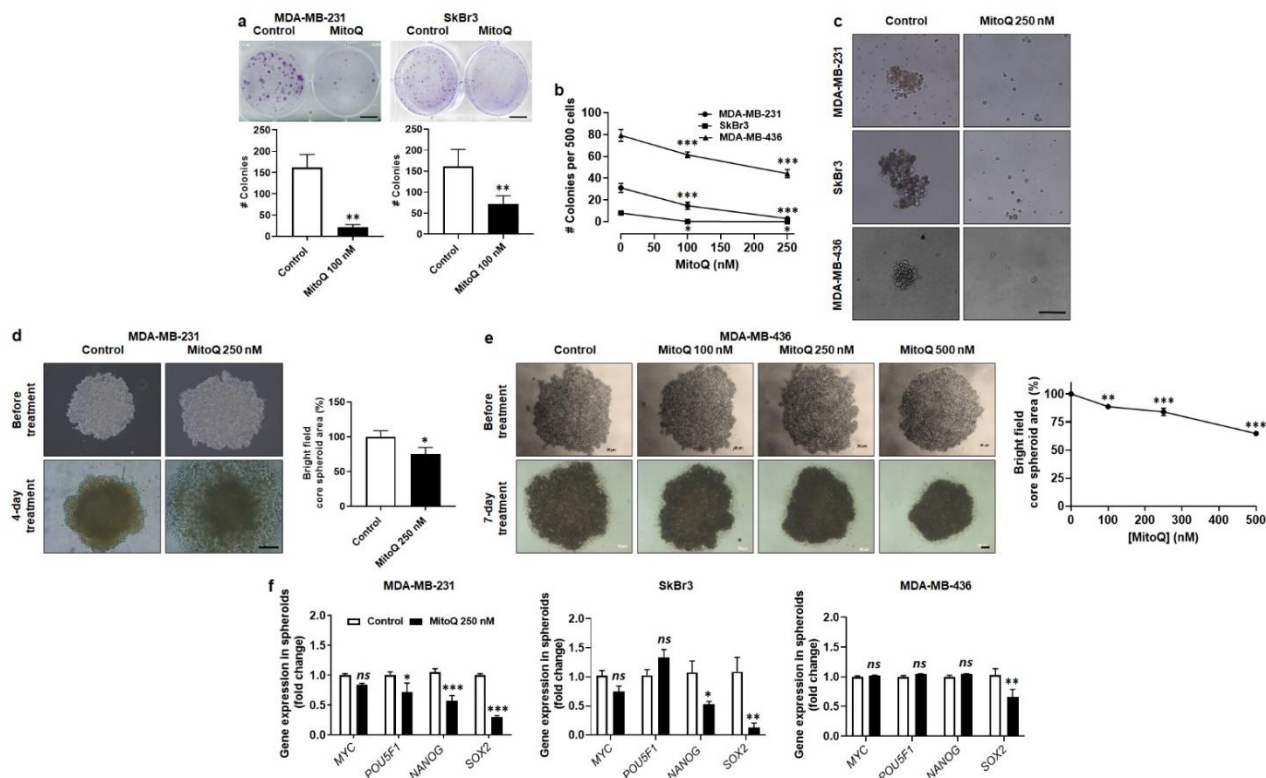 a
MDA-MB-231 SkBr3
Control MitoQ Control MitoQ
# Colonies
250
200
150
100
50
0
** 
Control MitoQ 100 nM
# Colonies
250
200
150
100
50
0
**
Control MitoQ 100 nM
b
# Colonies per 500 cells
100
80
60
40
20
0
MDA-MB-231
SkBr3
MDA-MB-436
*** ***
*** ***
* *
0 50 100 150 200 250
MitoQ (nM)
c
Control MitoQ 250 nM
MDA-MB-231
SkBr3
MDA-MB-436
d
MDA-MB-231
Control MitoQ 250 nM
Before
treatment
4-day
treatment
Bright field
core spheroid area (%)
150
100
50
0
*
Control MitoQ 250 nM
e
MDA-MB-436
Control MitoQ 100 nM MitoQ 250 nM MitoQ 500 nM
Before
treatment
7-day
treatment
Bright field
core spheroid area (%)
100
75
50
25
0
** *** ***
0 100 200 300 400 500
[MitoQ] (nM)
f
MDA-MB-231
Gene expression in spheroids
(fold change)
2.0
1.5
1.0
0.5
0.0
Control MitoQ 250 nM
ns * *** ***
MYC POU5F1 NANOG SOX2
SkBr3
Gene expression in spheroids
(fold change)
2.0
1.5
1.0
0.5
0.0
ns ns * **
MYC POU5F1 NANOG SOX2
MDA-MB-436
Gene expression in spheroids
(fold change)
2.0
1.5
1.0
0.5
0.0
ns ns ns **
MYC POU5F1 NANOG SOX2